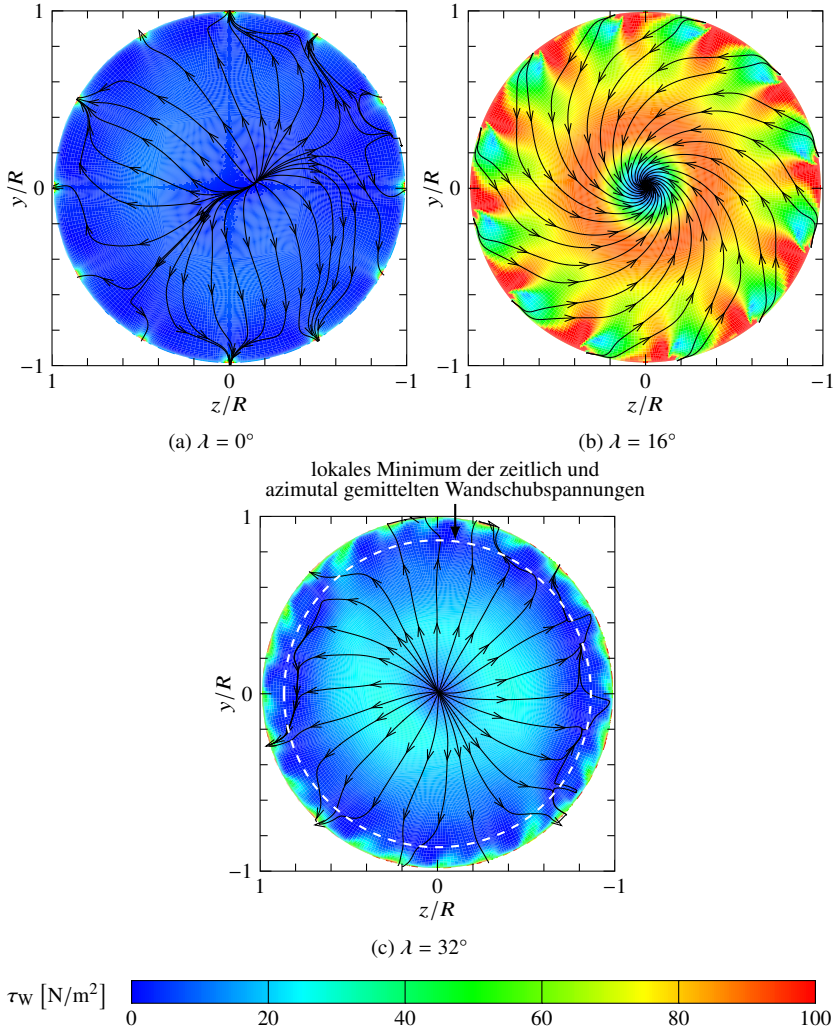 1
0
−1
y/R
1
0
−1
z/R
(a) λ = 0°
1
0
−1
y/R
1
0
−1
z/R
(b) λ = 16°
lokales Minimum der zeitlich und
azimutal gemittelten Wandschubspannungen
1
0
−1
y/R
1
0
−1
z/R
(c) λ = 32°
τW [N/m²]
0 20 40 60 80 100